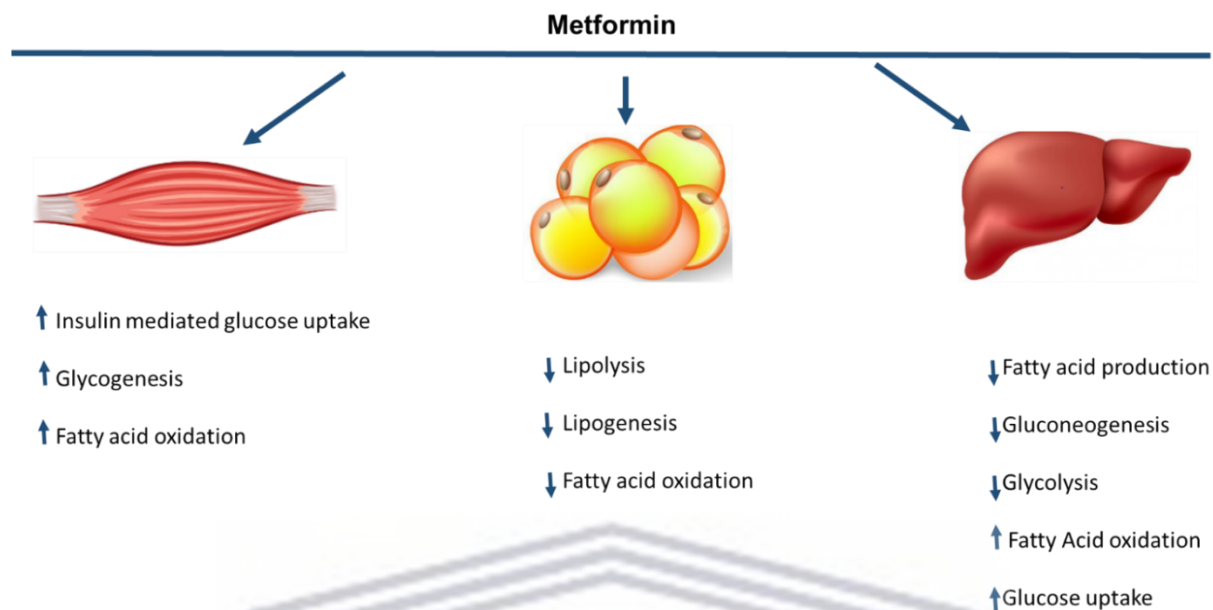 Metformin
↑ Insulin mediated glucose uptake
↑ Glycogenesis
↑ Fatty acid oxidation
↓ Lipolysis
↓ Lipogenesis
↓ Fatty acid oxidation
↓ Fatty acid production
↓ Gluconeogenesis
↓ Glycolysis
↑ Fatty Acid oxidation
↑ Glucose uptake